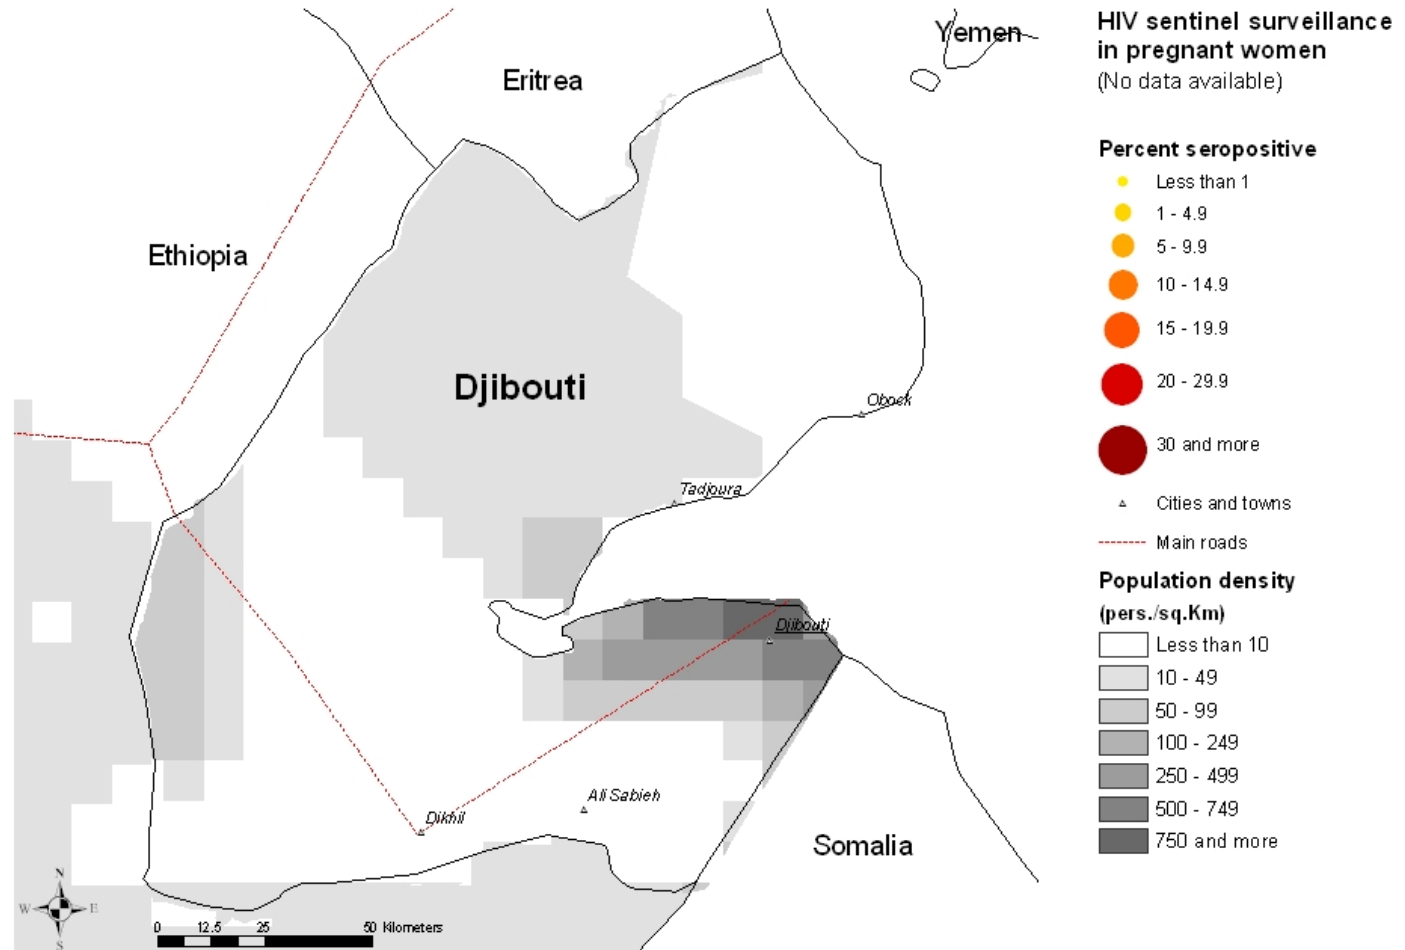 Yemen
HIV sentinel surveillance
in pregnant women
(No data available)
Eritrea
Percent seropositive
Less than 1
1 - 4.9
5 - 9.9
10 - 14.9
15 - 19.9
20 - 29.9
30 and more
Cities and towns
Main roads
Population density
(pers./sq.Km)
Less than 10
10 - 49
50 - 99
100 - 249
250 - 499
500 - 749
750 and more
Ethiopia
Djibouti
Obock
Tadjoura
Djibouti
Ali Sabieh
Dikhil
Somalia
N
W E
S
0 12.5 25 50 Kilometers